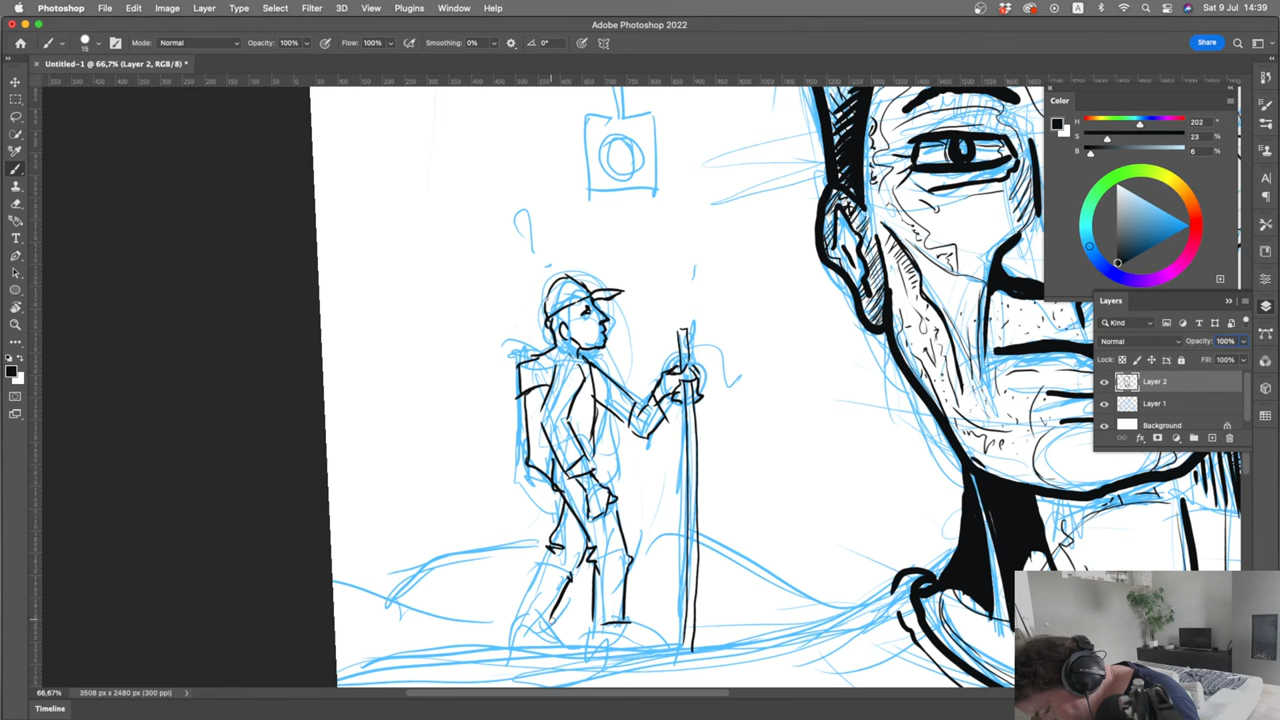 Photoshop File Edit Image Layer Type Select Filter 3D View Plugins Window Help A Sat 9 Jul 14:39
Adobe Photoshop 2022
15 Mode: Normal Opacity: 100% Flow: 100% Smoothing: 0% 0° Share
Untitled-1 @ 66,7% (Layer 2, RGB/8) *
Color
H 202 °
S 23 %
B 6 %
Layers
Kind
Normal Opacity: 100%
Lock: Fill: 100%
Layer 2
Layer 1
Background
fx
?
66,67% 3508 px x 2480 px (300 ppi)
Timeline